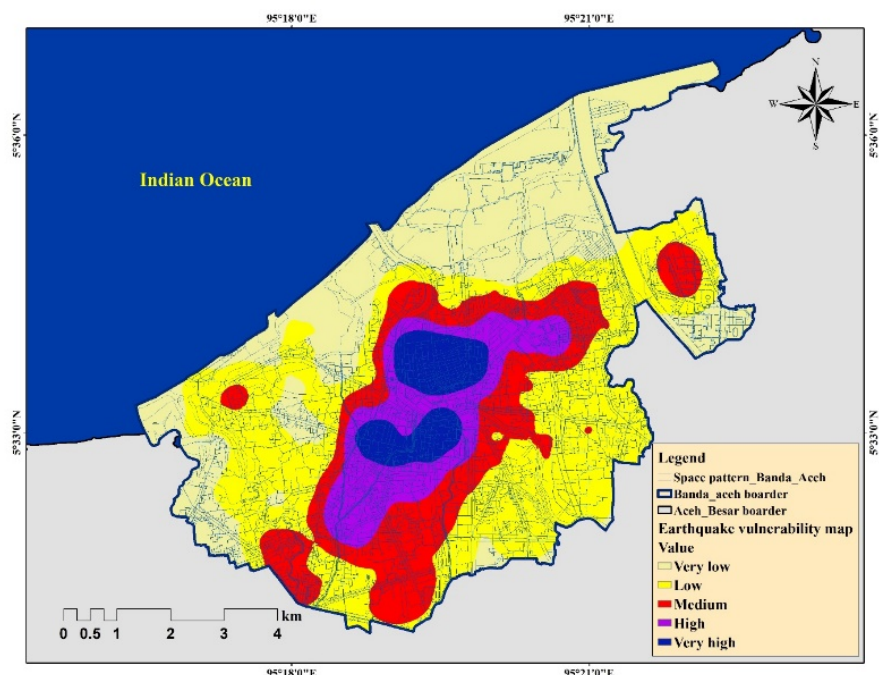 95°18'0"E
95°21'0"E
N
W
E
S
5°36'0"N
5°36'0"N
Indian Ocean
5°33'0"N
5°33'0"N
Legend
Space pattern_Banda_Aceh
Banda_aceh boarder
Aceh_Besar boarder
Earthquake vulnerability map
Value
Very low
Low
Medium
High
Very high
km
0 0.5 1 2 3 4
95°18'0"E
95°21'0"E